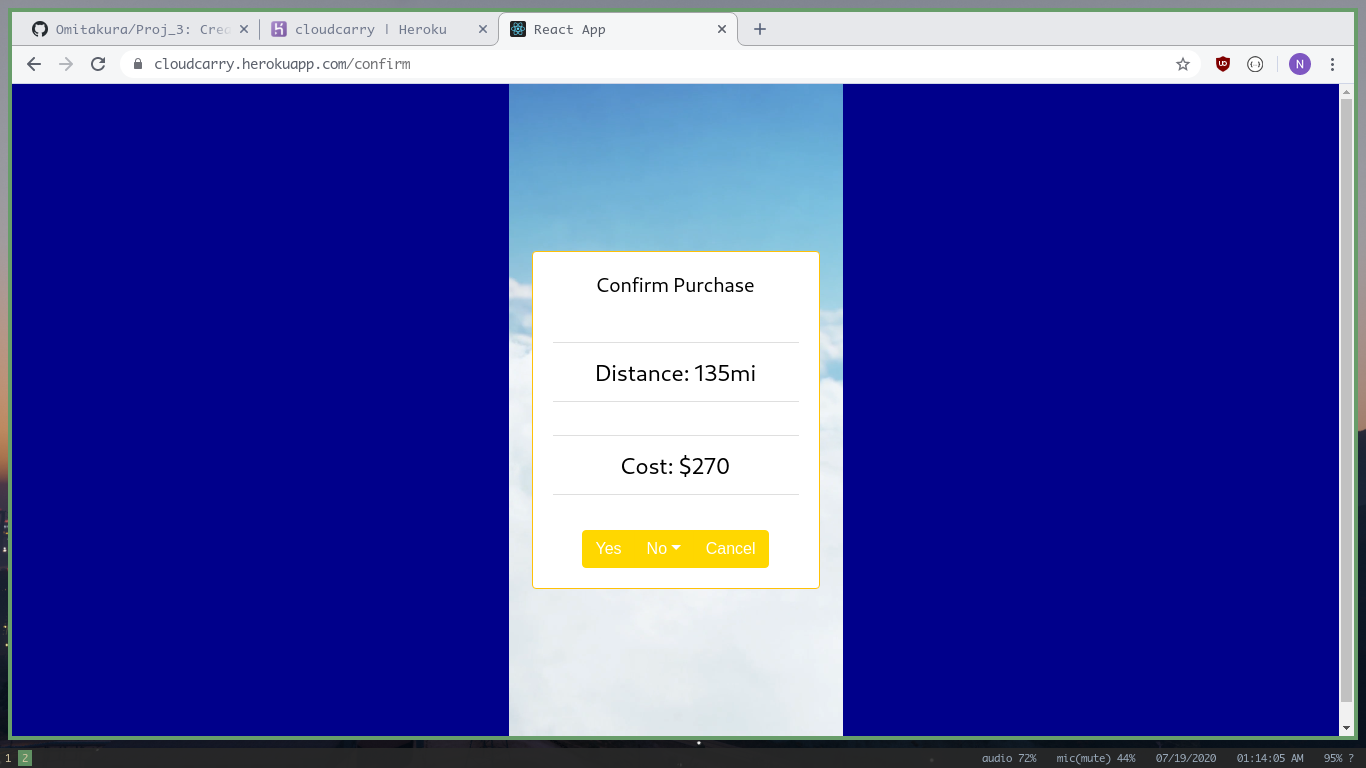 Omitakura/Proj_3: Crea
cloudcarry | Heroku
React App
cloudcarry.herokuapp.com/confirm
N
Confirm Purchase
Distance: 135mi
Cost: $270
Yes No Cancel
1 2 audio 72% mic(mute) 44% 07/19/2020 01:14:05 AM 95% ?